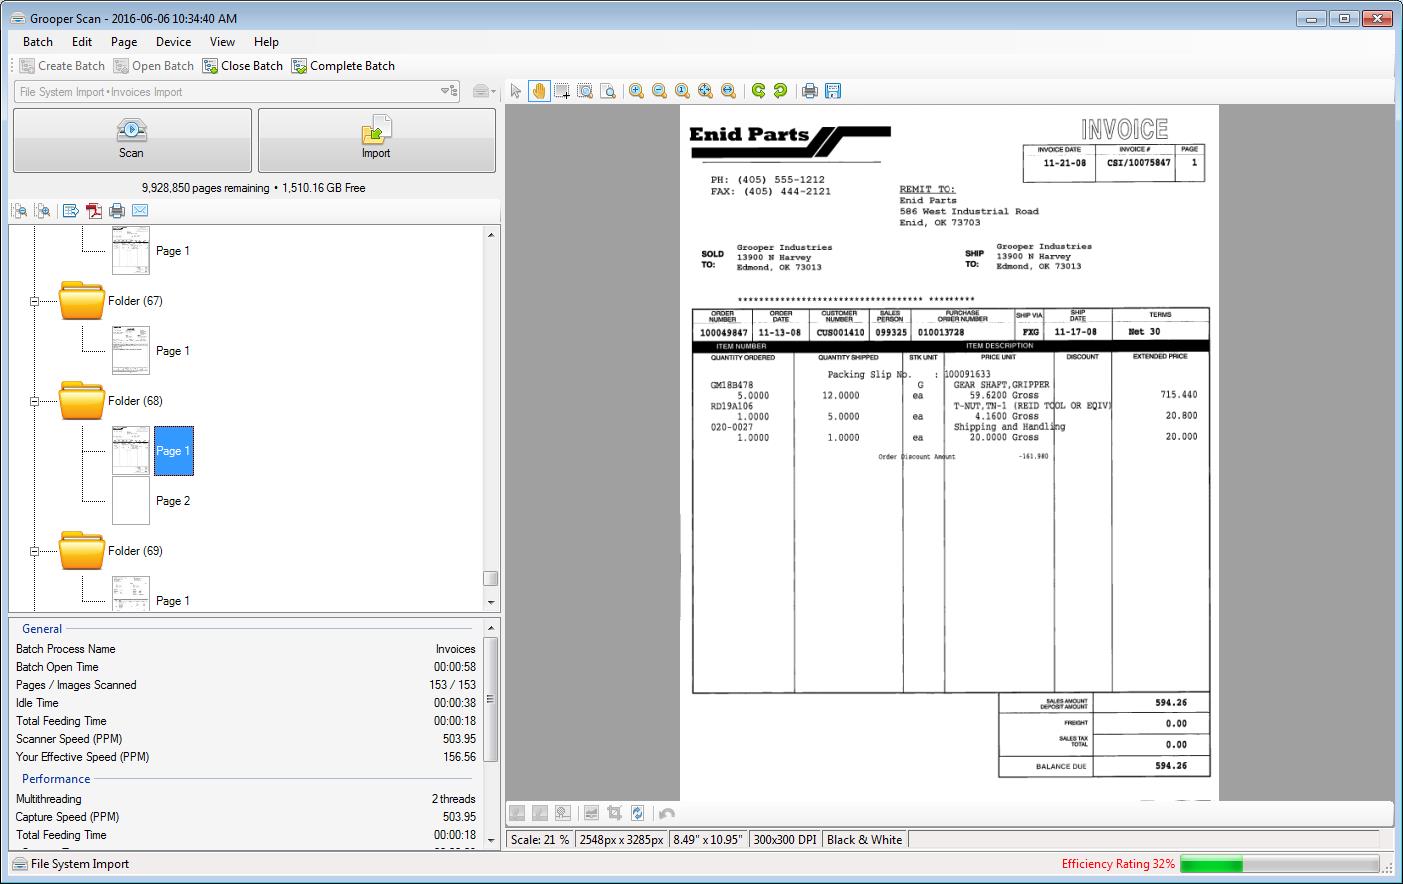 Grooper Scan - 2016-06-06 10:34:40 AM
Batch Edit Page Device View Help
Create Batch Open Batch Close Batch Complete Batch
File System Import•Invoices Import
Scan Import
9,928,850 pages remaining • 1,510.16 GB Free
Page 1
Folder (67)
Page 1
Folder (68)
Page 1
Page 2
Folder (69)
Page 1
General
Batch Process Name Invoices
Batch Open Time 00:00:58
Pages / Images Scanned 153 / 153
Idle Time 00:00:38
Total Feeding Time 00:00:18
Scanner Speed (PPM) 503.95
Your Effective Speed (PPM) 156.56
Performance
Multithreading 2 threads
Capture Speed (PPM) 503.95
Total Feeding Time 00:00:18
Enid Parts
INVOICE
INVOICE DATE INVOICE # PAGE
11-21-08 CSI/10075847 1
PH: (405) 555-1212
FAX: (405) 444-2121
REMIT TO:
Enid Parts
586 West Industrial Road
Enid, OK 73703
SOLD TO:
Grooper Industries
13900 N Harvey
Edmond, OK 73013
SHIP TO:
Grooper Industries
13900 N Harvey
Edmond, OK 73013
*********************************** *********
ORDER NUMBER ORDER DATE CUSTOMER NUMBER SALES PERSON PURCHASE ORDER NUMBER SHIP VIA SHIP DATE TERMS
100049847 11-13-08 CUS001410 099325 010013728 FXG 11-17-08 Net 30
ITEM NUMBER ITEM DESCRIPTION
QUANTITY ORDERED QUANTITY SHIPPED STK UNIT PRICE UNIT DISCOUNT EXTENDED PRICE
Packing Slip No. : 100091633
GM18B478 G GEAR SHAFT,GRIPPER
5.0000 12.0000 ea 59.6200 Gross 715.440
RD19A106 T-NUT,TN-1 (REID TOOL OR EQIV)
1.0000 5.0000 ea 4.1600 Gross 20.800
020-0027 Shipping and Handling
1.0000 1.0000 ea 20.0000 Gross 20.000
Order Discount Amount -161.980
SALES AMOUNT
DEPOSIT AMOUNT 594.26
FREIGHT 0.00
SALES TAX
TOTAL 0.00
BALANCE DUE 594.26
Scale: 21 % 2548px x 3285px 8.49" x 10.95" 300x300 DPI Black & White
File System Import Efficiency Rating 32%